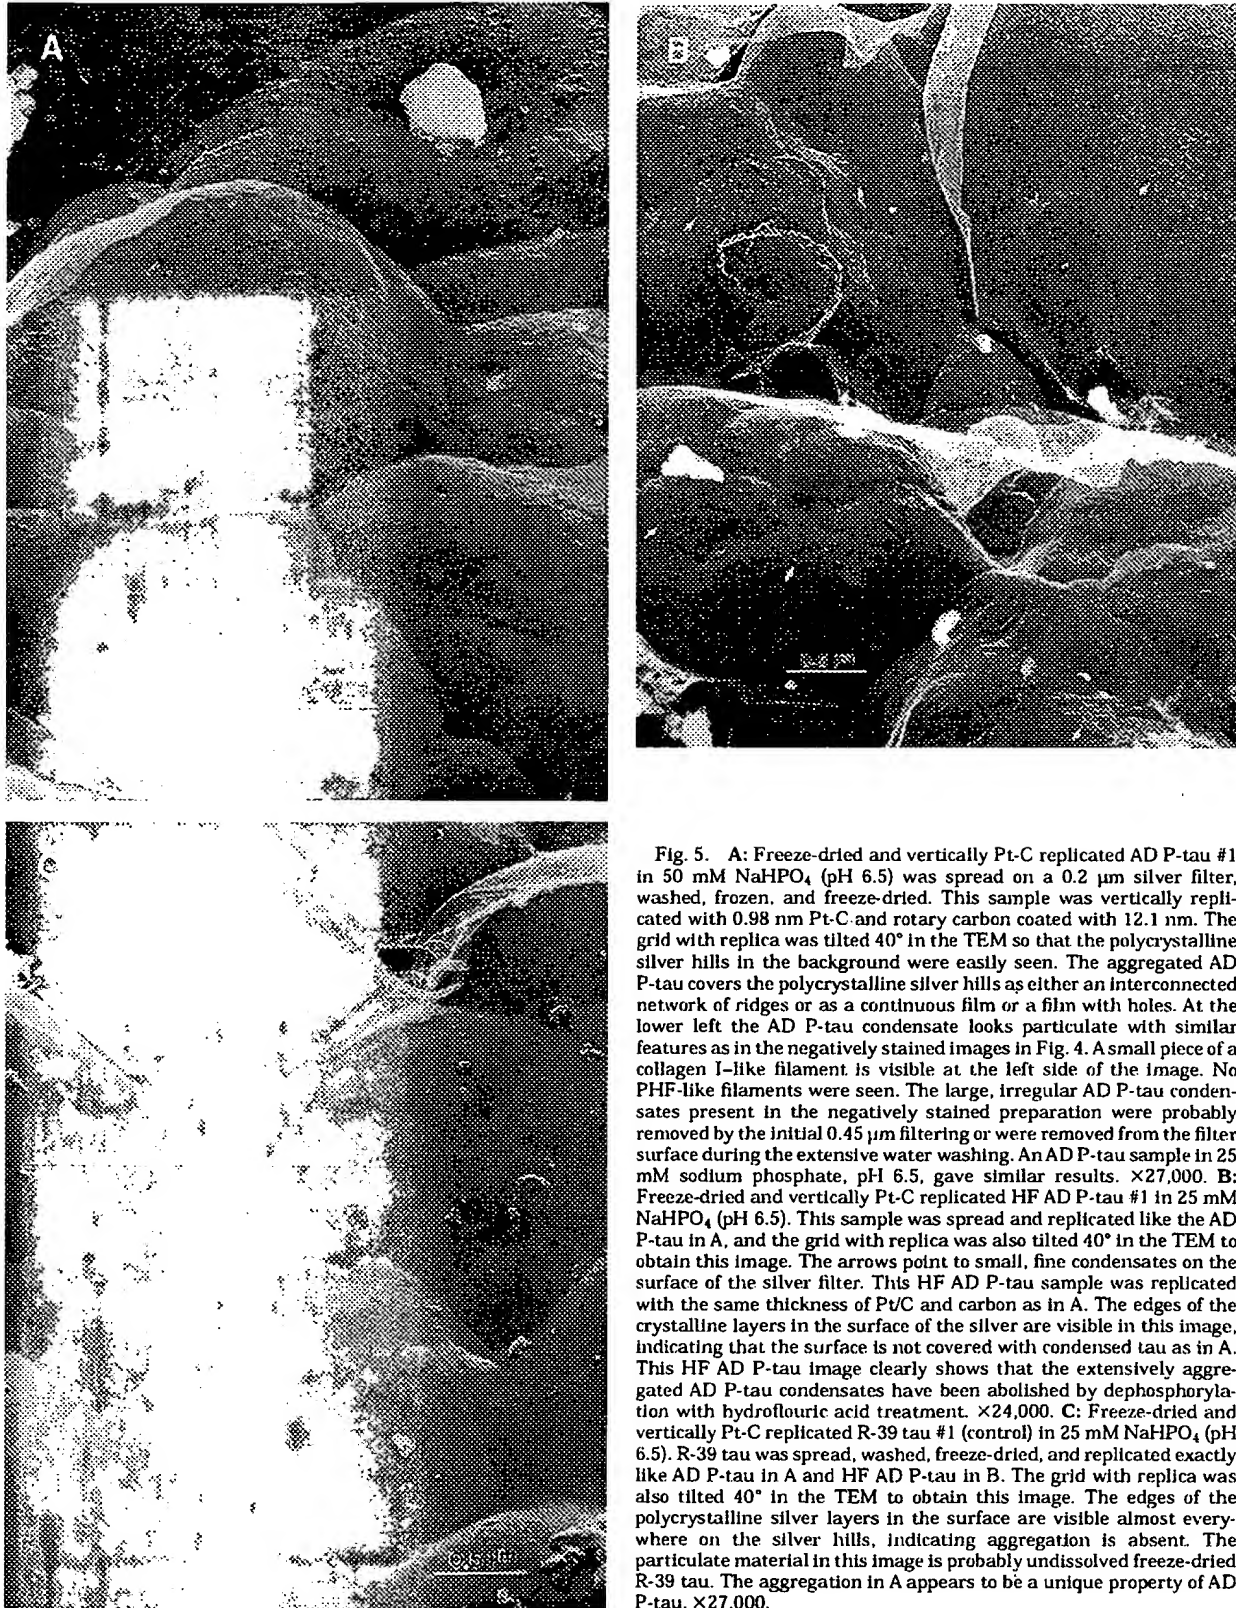 A
B
Fig. 5. A: Freeze-dried and vertically Pt-C replicated AD P-tau #1
in 50 mM NaHPO₄ (pH 6.5) was spread on a 0.2 μm silver filter,
washed, frozen, and freeze-dried. This sample was vertically repli-
cated with 0.98 nm Pt-C and rotary carbon coated with 12.1 nm. The
grid with replica was tilted 40° in the TEM so that the polycrystalline
silver hills in the background were easily seen. The aggregated AD
P-tau covers the polycrystalline silver hills as either an interconnected
network of ridges or as a continuous film or a film with holes. At the
lower left the AD P-tau condensate looks particulate with similar
features as in the negatively stained images in Fig. 4. A small piece of a
collagen I–like filament is visible at the left side of the image. No
PHF-like filaments were seen. The large, irregular AD P-tau conden-
sates present in the negatively stained preparation were probably
removed by the initial 0.45 μm filtering or were removed from the filter
surface during the extensive water washing. An AD P-tau sample in 25
mM sodium phosphate, pH 6.5, gave similar results. ×27,000. B:
Freeze-dried and vertically Pt-C replicated HF AD P-tau #1 in 25 mM
NaHPO₄ (pH 6.5). This sample was spread and replicated like the AD
P-tau in A, and the grid with replica was also tilted 40° in the TEM to
obtain this image. The arrows point to small, fine condensates on the
surface of the silver filter. This HF AD P-tau sample was replicated
with the same thickness of Pt/C and carbon as in A. The edges of the
crystalline layers in the surface of the silver are visible in this image,
indicating that the surface is not covered with condensed tau as in A.
This HF AD P-tau image clearly shows that the extensively aggre-
gated AD P-tau condensates have been abolished by dephosphoryla-
tion with hydroflouric acid treatment. ×24,000. C: Freeze-dried and
vertically Pt-C replicated R-39 tau #1 (control) in 25 mM NaHPO₄ (pH
6.5). R-39 tau was spread, washed, freeze-dried, and replicated exactly
like AD P-tau in A and HF AD P-tau in B. The grid with replica was
also tilted 40° in the TEM to obtain this image. The edges of the
polycrystalline silver layers in the surface are visible almost every-
where on the silver hills, indicating aggregation is absent. The
particulate material in this image is probably undissolved freeze-dried
R-39 tau. The aggregation in A appears to be a unique property of AD
P-tau. ×27,000.